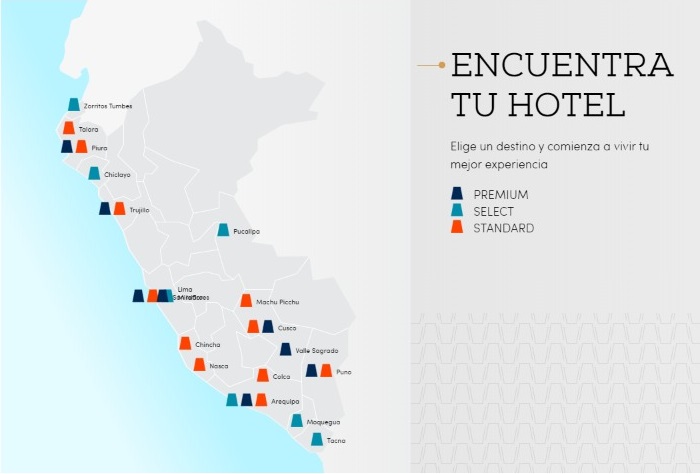 ENCUENTRA
TU HOTEL
Elige un destino y comienza a vivir tu
mejor experiencia
PREMIUM
SELECT
STANDARD
Zorritos Tumbes
Talara
Piura
Chiclayo
Trujillo
Pucallpa
Lima
Machu Picchu
Cusco
Chincha
Valle Sagrado
Nasca
Puno
Colca
Arequipa
Moquegua
Tacna